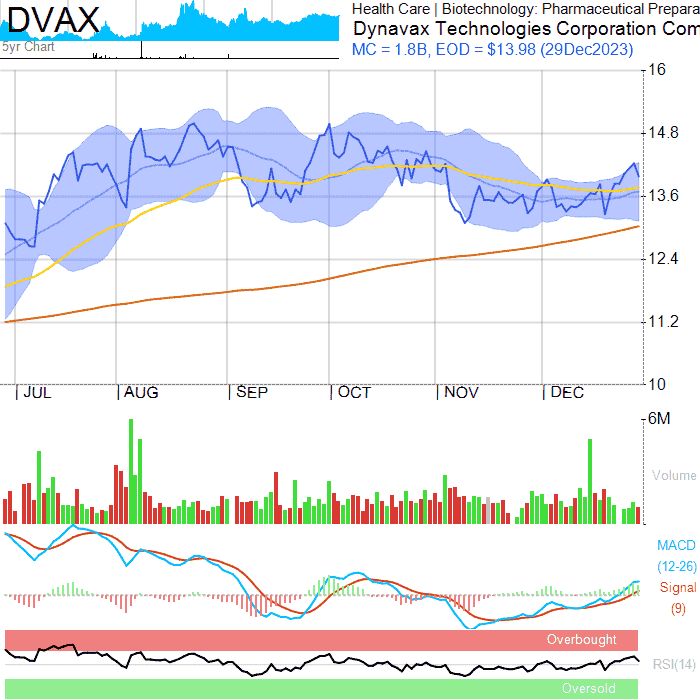 DVAX
5yr Chart
Health Care | Biotechnology: Pharmaceutical Prepara
Dynavax Technologies Corporation Com
MC = 1.8B, EOD = $13.98 (29Dec2023)
16
14.8
13.6
12.4
11.2
10
JUL AUG SEP OCT NOV DEC
6M
Volume
MACD
(12-26)
Signal
(9)
Overbought
RSI(14)
Oversold